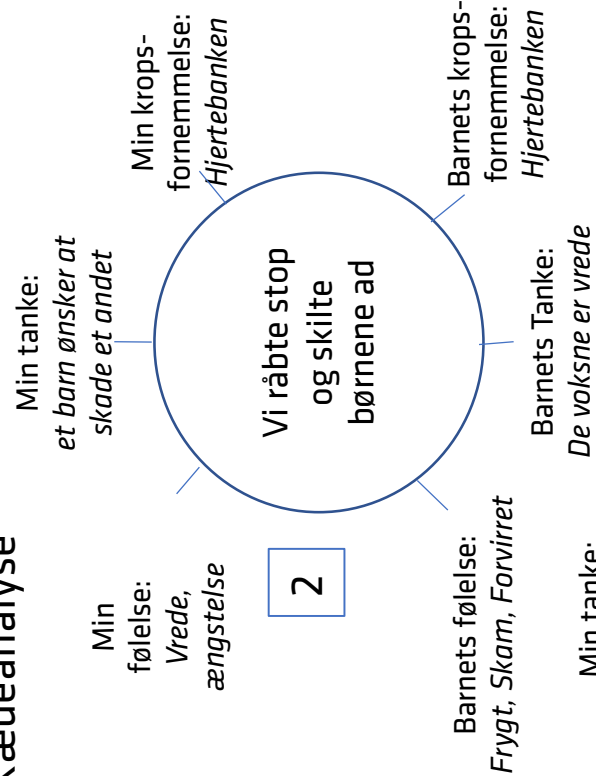 Kædeanalyse
Min tanke:
et barn ønsker at
skade et andet
Min krops-
fornemmelse:
Hjertebanken
Min
følelse:
Vrede,
ængstelse
2
Vi råbte stop
og skilte
børnene ad
Barnets følelse:
Frygt, Skam, Forvirret
Barnets Tanke:
De voksne er vrede
Barnets krops-
fornemmelse:
Hjertebanken
Min tanke: